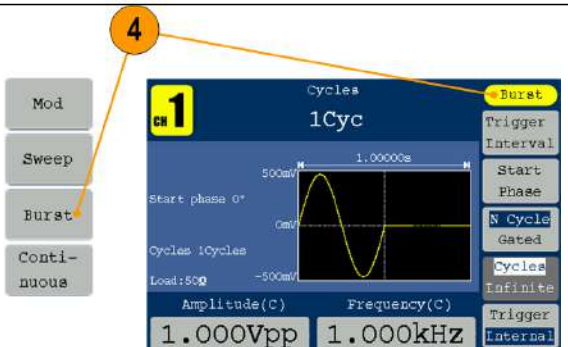 4
Mod
Sweep
Burst
Conti-
nuous
CH 1
Cycles
1Cyc
1.00000s
500mV
Start phase 0°
0mV
Cycles 1Cycles
Load:50Ω
-500mV
Amplitude(C)
Frequency(C)
1.000Vpp
1.000kHz
Burst
Trigger
Interval
Start
Phase
N Cycle
Gated
Cycles
Infinite
Trigger
Internal